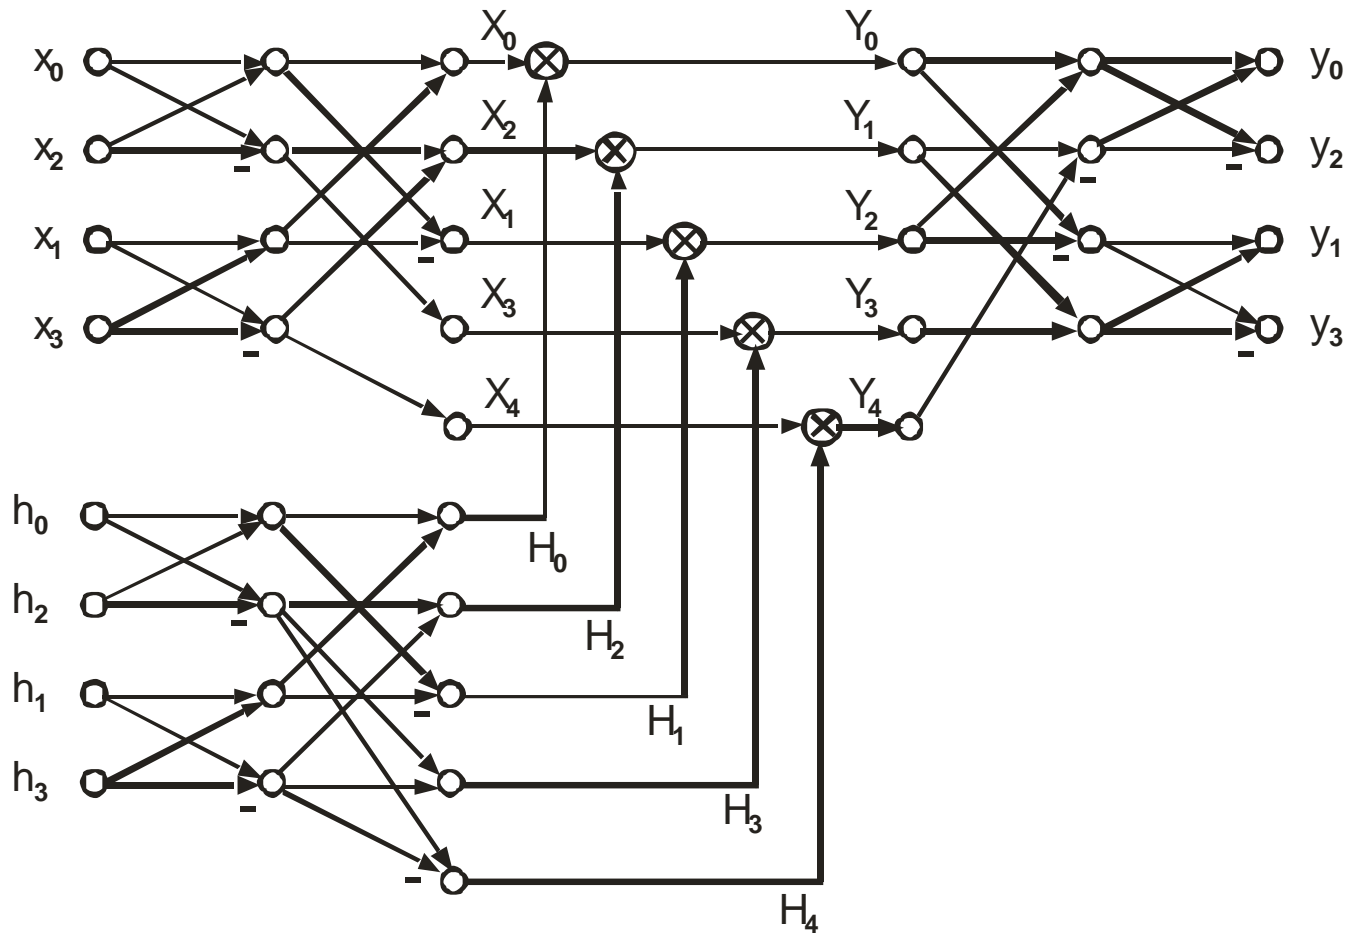 x₀ X₀ Y₀ y₀
x₂ - X₂ Y₁ - - y₂
x₁ - X₁ Y₂ - y₁
x₃ - X₃ Y₃ - y₃
X₄ Y₄
h₀ H₀
h₂ - H₂
h₁ - H₁
h₃ - H₃
- H₄